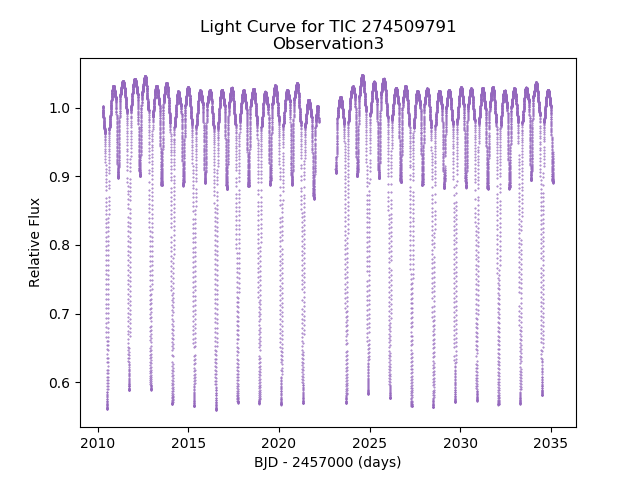 Light Curve for TIC 274509791
Observation3
Relative Flux
1.0
0.9
0.8
0.7
0.6
2010 2015 2020 2025 2030 2035
BJD - 2457000 (days)